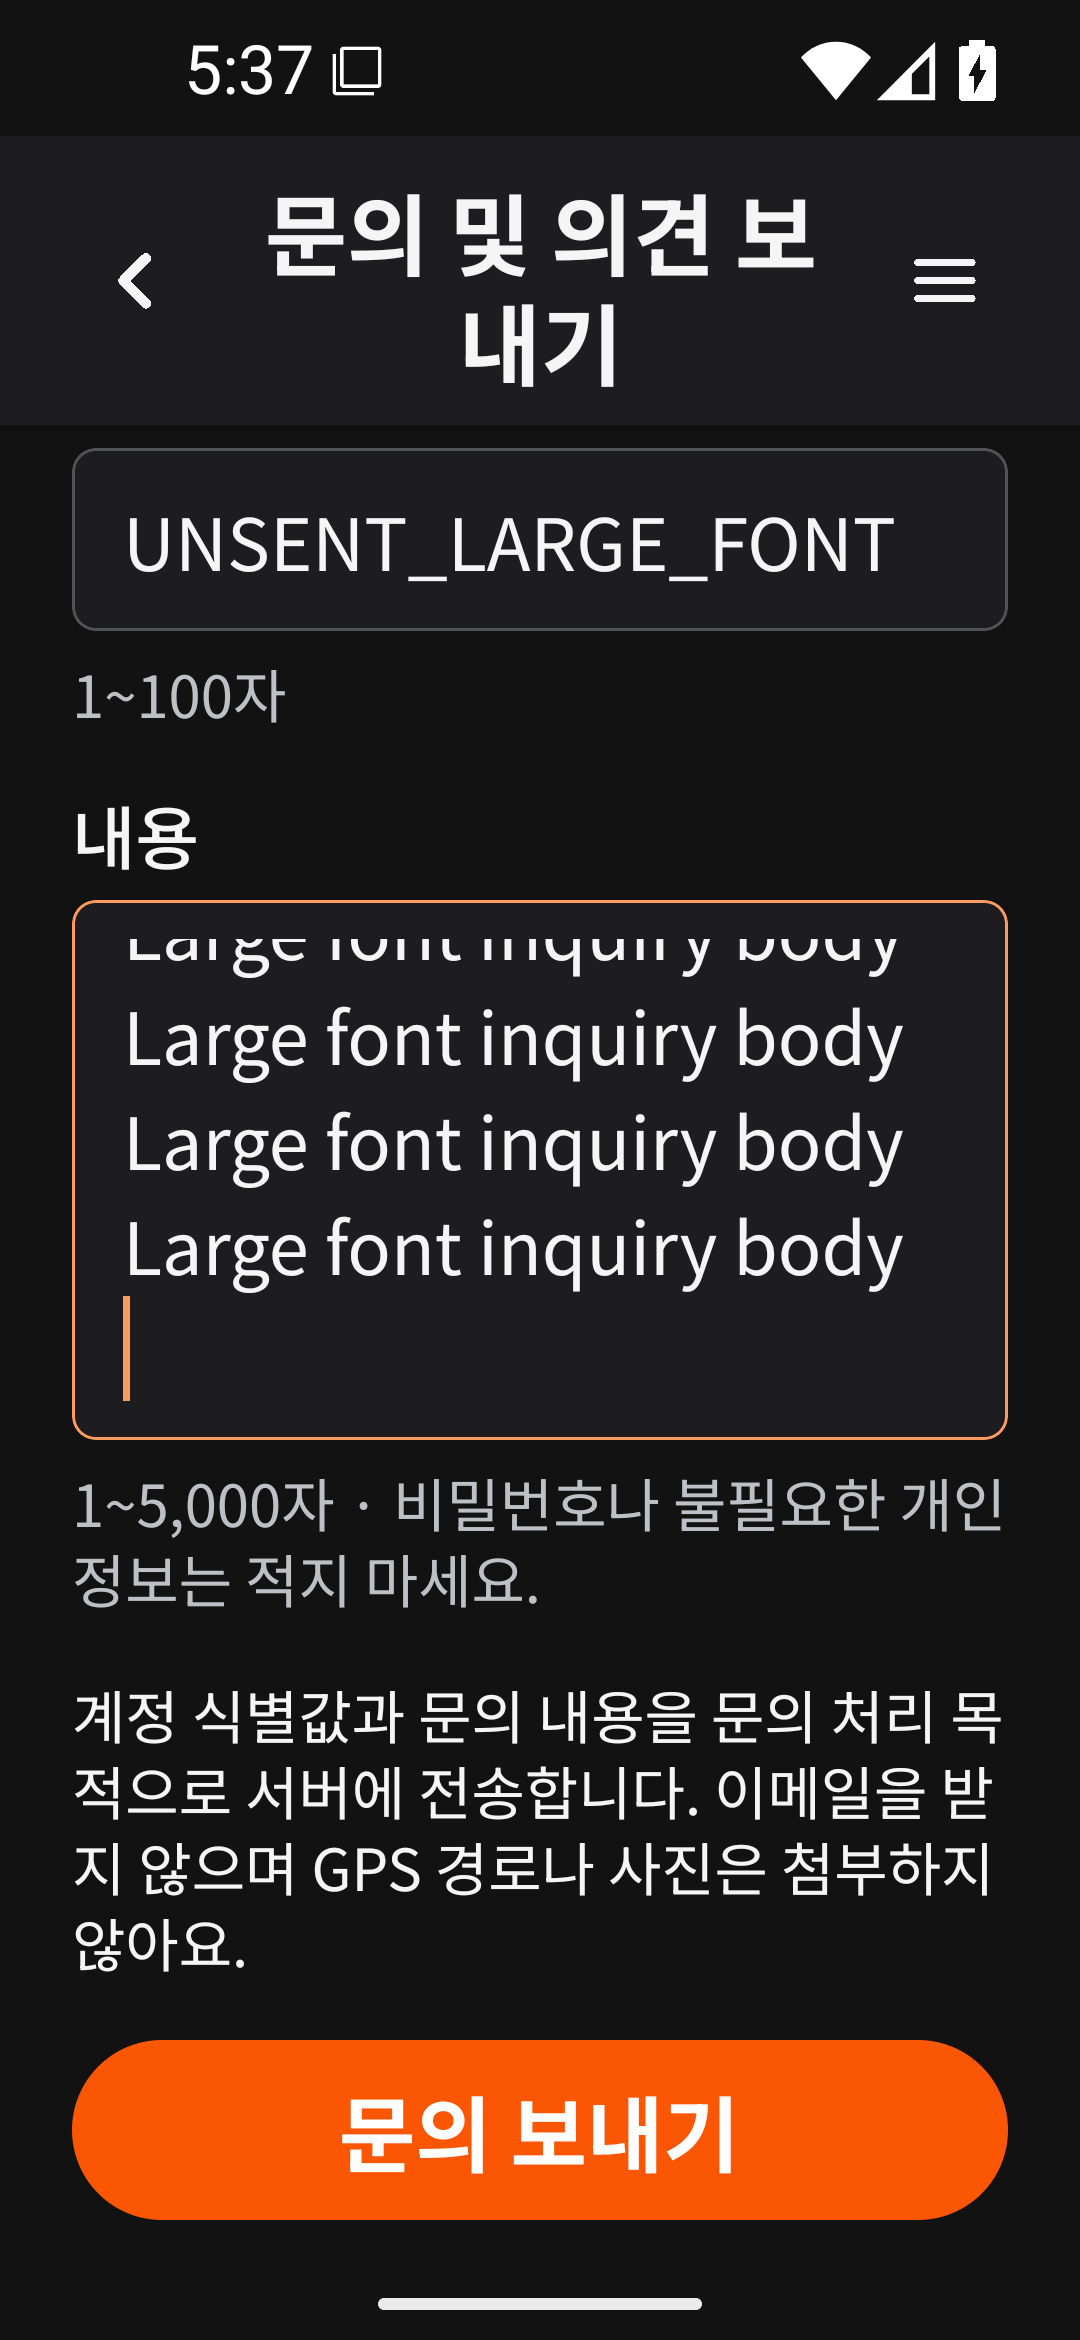 5:37
문의 및 의견 보
내기
UNSENT_LARGE_FONT
1~100자
내용
Large font inquiry body
Large font inquiry body
Large font inquiry body
Large font inquiry body
1~5,000자 · 비밀번호나 불필요한 개인
정보는 적지 마세요.
계정 식별값과 문의 내용을 문의 처리 목
적으로 서버에 전송합니다. 이메일을 받
지 않으며 GPS 경로나 사진은 첨부하지
않아요.
문의 보내기